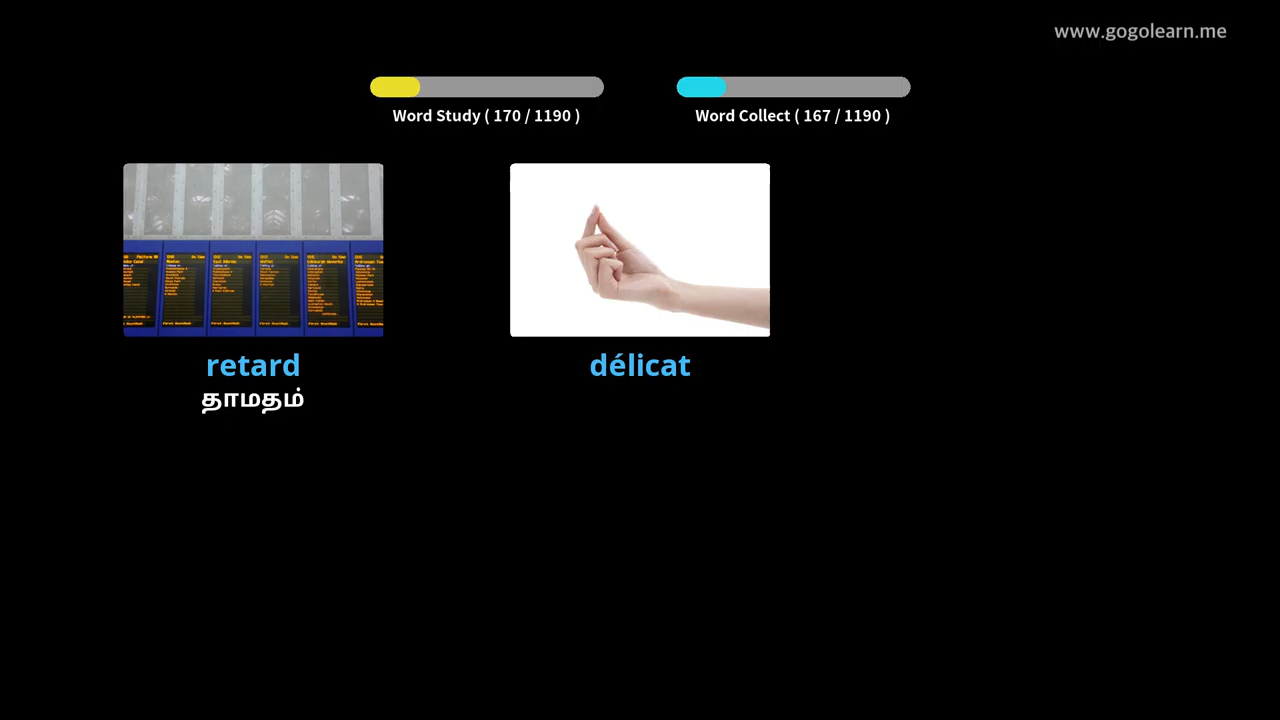 www.gogolearn.me
Word Study ( 170 / 1190 )
Word Collect ( 167 / 1190 )
retard
தாமதம்
délicat